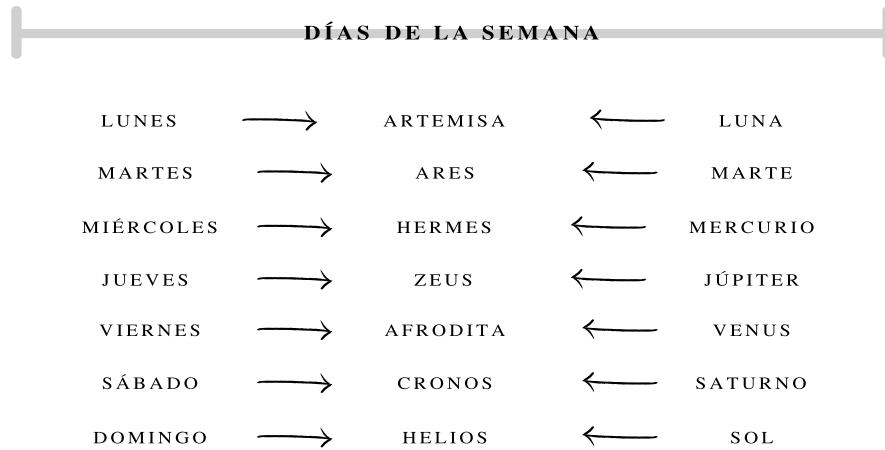 DÍAS DE LA SEMANA
LUNES ARTEMISA LUNA
MARTES ARES MARTE
MIÉRCOLES HERMES MERCURIO
JUEVES ZEUS JÚPITER
VIERNES AFRODITA VENUS
SÁBADO CRONOS SATURNO
DOMINGO HELIOS SOL